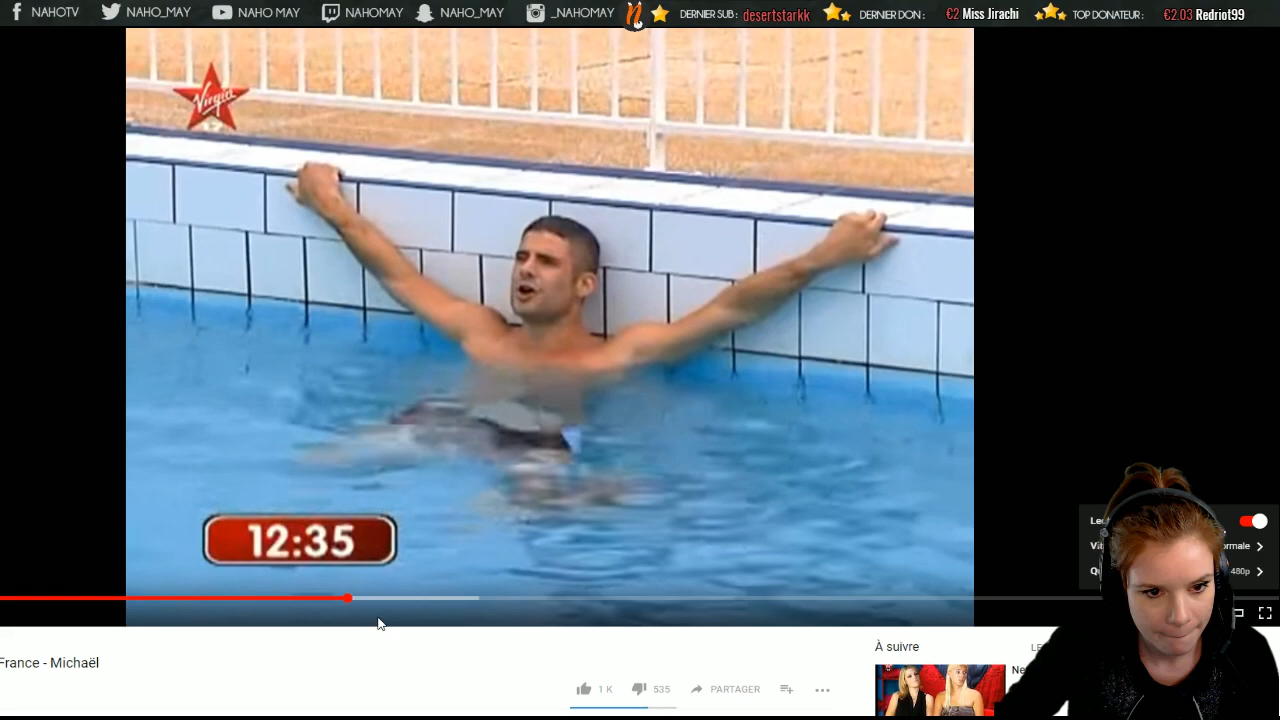 NAHOTV NAHO_MAY NAHO MAY NAHOMAY NAHO_MAY _NAHOMAY DERNIER SUB : desertstarkk DERNIER DON : €2 Miss Jirachi TOP DONATEUR : €2.03 Redriot99
Virgin
12:35
480p
France - Michaël
À suivre
1 K 535 PARTAGER